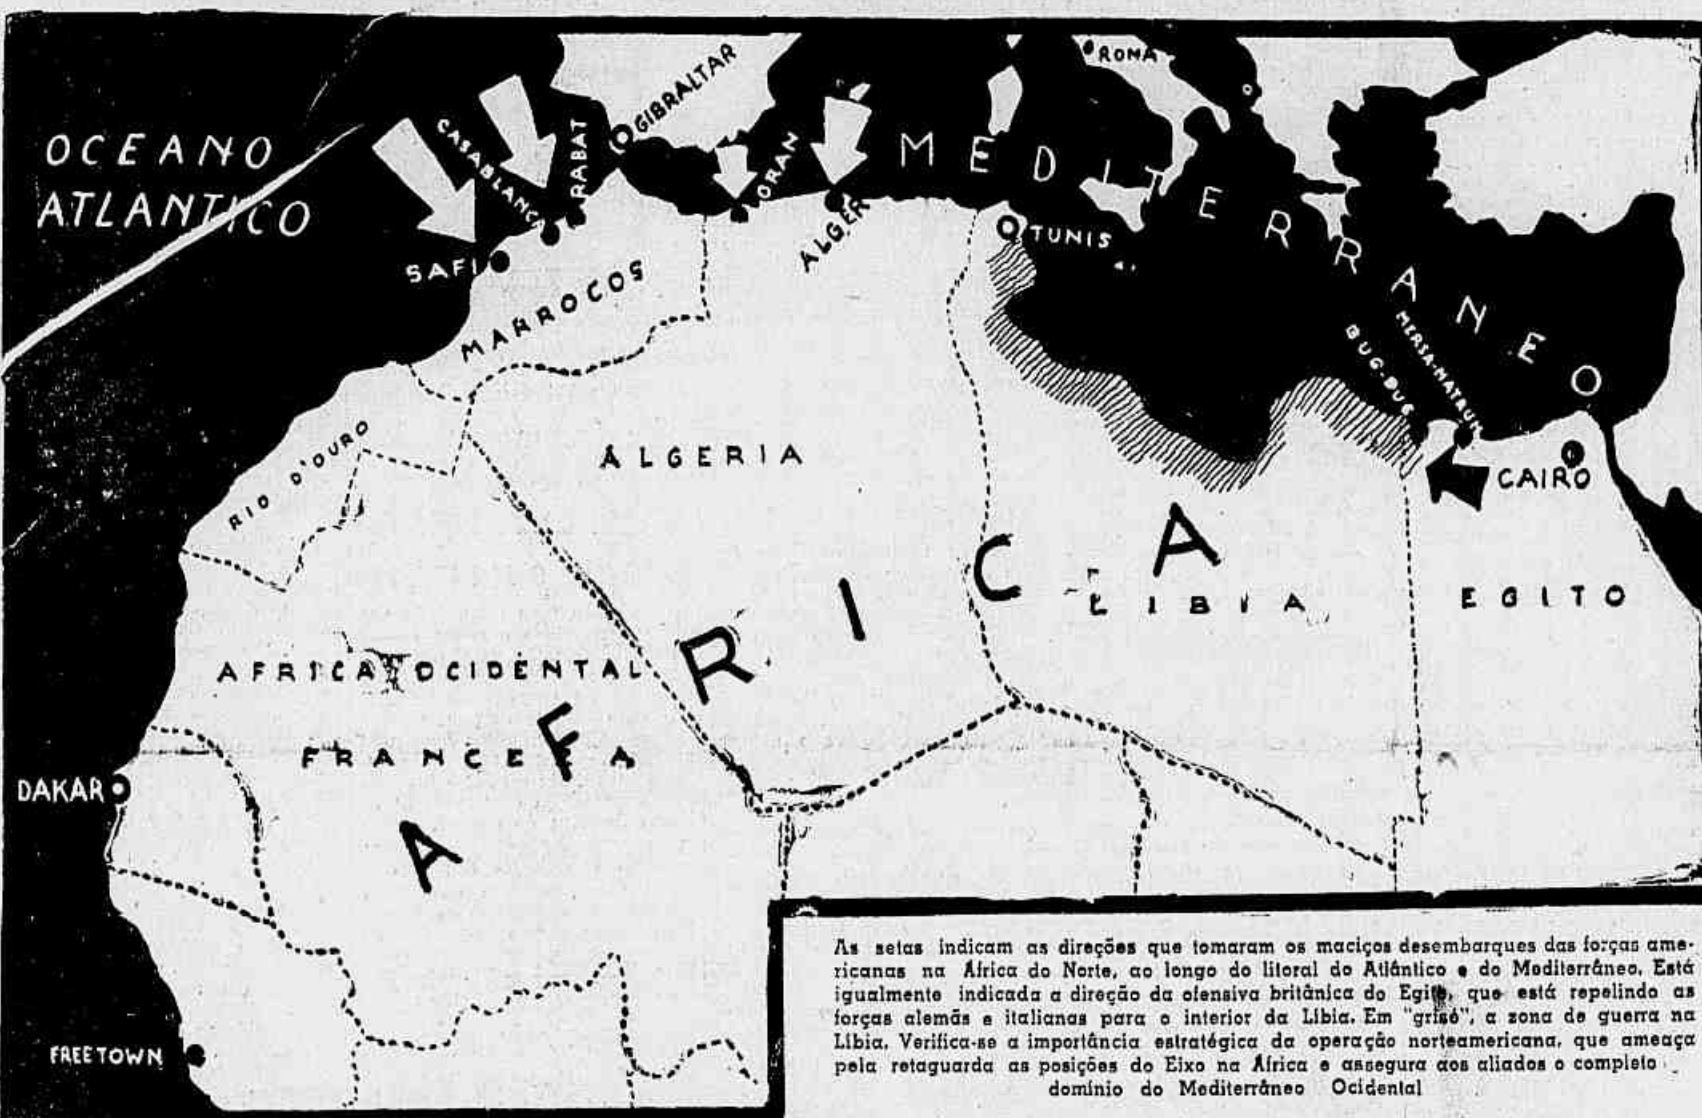 ROMA
GIBRALTAR
OCEANO
ATLANTICO
CASABLANCA
RABAT
ORAN
ALGER
MEDITERRANEO
TUNIS
SAFI
MARROCOS
BUG-BUG
MERSA-MATRUH
CAIRO
RIO D'OURO
ALGERIA
AFRICA
LIBIA
EGITO
AFRICA OCIDENTAL
FRANCEZA
DAKAR
FREETOWN
As setas indicam as direções que tomaram os maciços desembarques das forças ame-
ricanas na Africa do Norte, ao longo do litoral do Atlântico e do Mediterrâneo. Está
igualmente indicada a direção da ofensiva britânica do Egito, que está repelindo as
forças alemãs e italianas para o interior da Libia. Em "grisé", a zona de guerra na
Libia. Verifica-se a importância estratégica da operação norteamericana, que ameaça
pela retaguarda as posições do Eixo na Africa e assegura aos aliados o completo
dominio do Mediterrâneo Ocidental